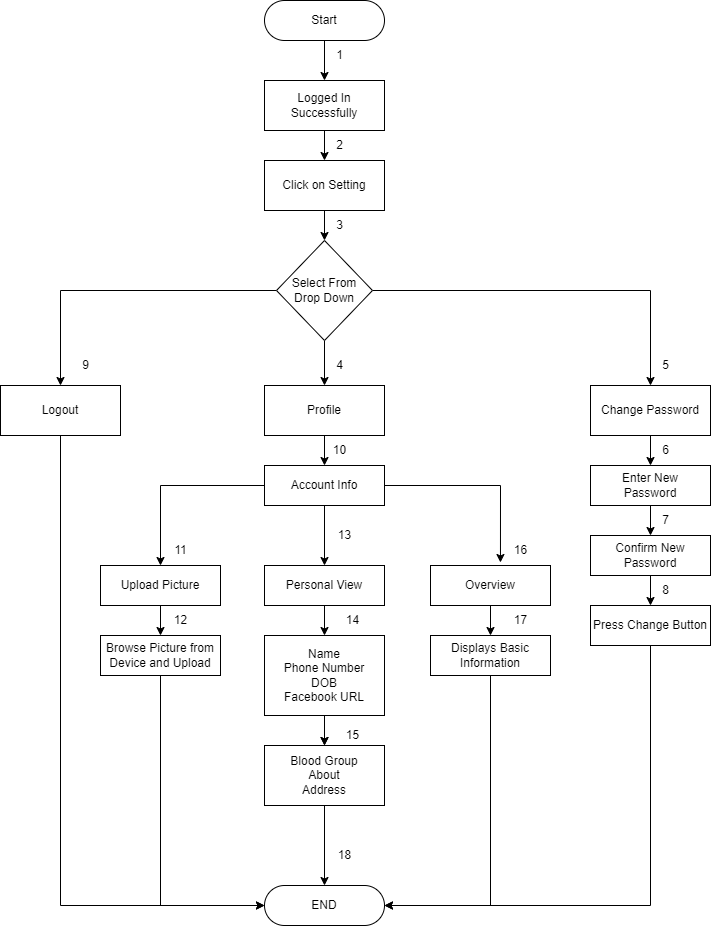 Start
1
Logged In
Successfully
2
Click on Setting
3
Select From
Drop Down
9
4
5
Logout
Profile
Change Password
10
6
Account Info
Enter New
Password
7
13
11
16
Confirm New
Password
Upload Picture
Personal View
Overview
8
12
14
17
Press Change Button
Browse Picture from
Device and Upload
Name
Phone Number
DOB
Facebook URL
Displays Basic
Information
15
Blood Group
About
Address
18
END